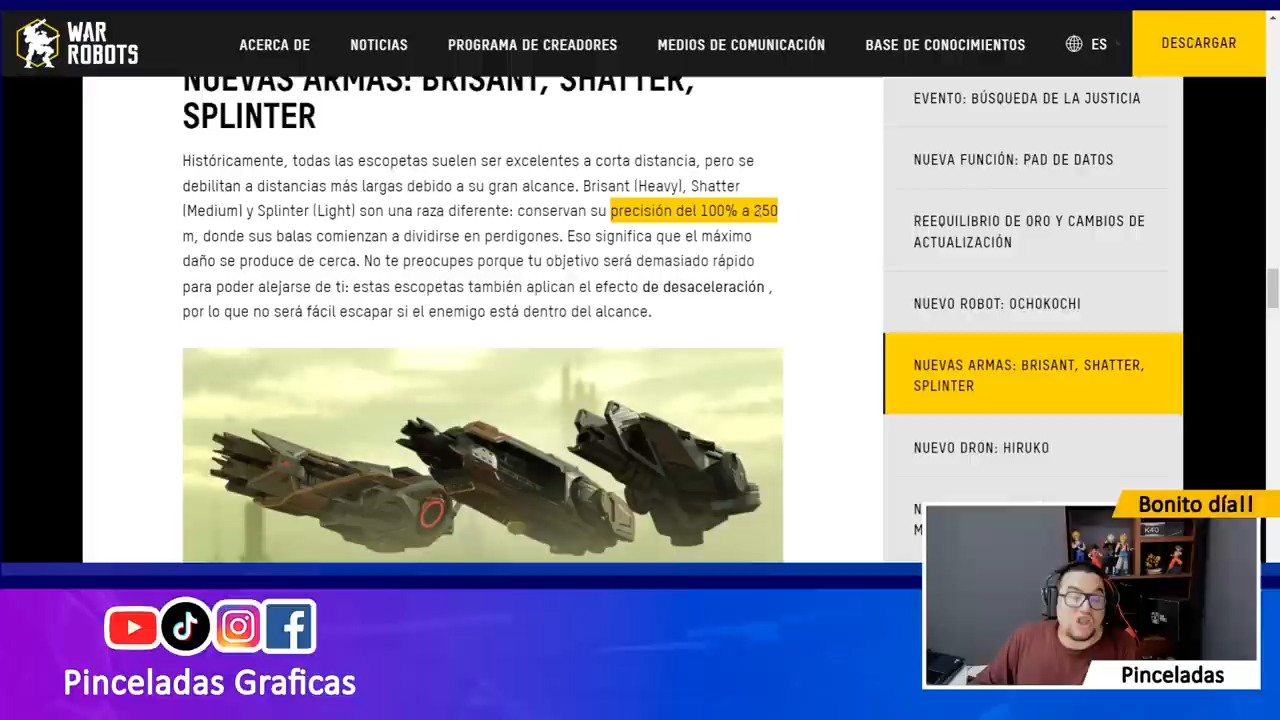 WAR
ROBOTS
ACERCA DE
NOTICIAS
PROGRAMA DE CREADORES
MEDIOS DE COMUNICACIÓN
BASE DE CONOCIMIENTOS
ES
DESCARGAR
NUEVAS ARMAS: BRISANT, SHATTER,
SPLINTER
Históricamente, todas las escopetas suelen ser excelentes a corta distancia, pero se
debilitan a distancias más largas debido a su gran alcance. Brisant (Heavy), Shatter
(Medium) y Splinter (Light) son una raza diferente: conservan su precisión del 100% a 250
m, donde sus balas comienzan a dividirse en perdigones. Eso significa que el máximo
daño se produce de cerca. No te preocupes porque tu objetivo será demasiado rápido
para poder alejarse de ti: estas escopetas también aplican el efecto de desaceleración ,
por lo que no será fácil escapar si el enemigo está dentro del alcance.
EVENTO: BÚSQUEDA DE LA JUSTICIA
NUEVA FUNCIÓN: PAD DE DATOS
REEQUILIBRIO DE ORO Y CAMBIOS DE
ACTUALIZACIÓN
NUEVO ROBOT: OCHOKOCHI
NUEVAS ARMAS: BRISANT, SHATTER,
SPLINTER
NUEVO DRON: HIRUKO
N
M
Bonito día!!
K40
Pinceladas
Pinceladas Graficas